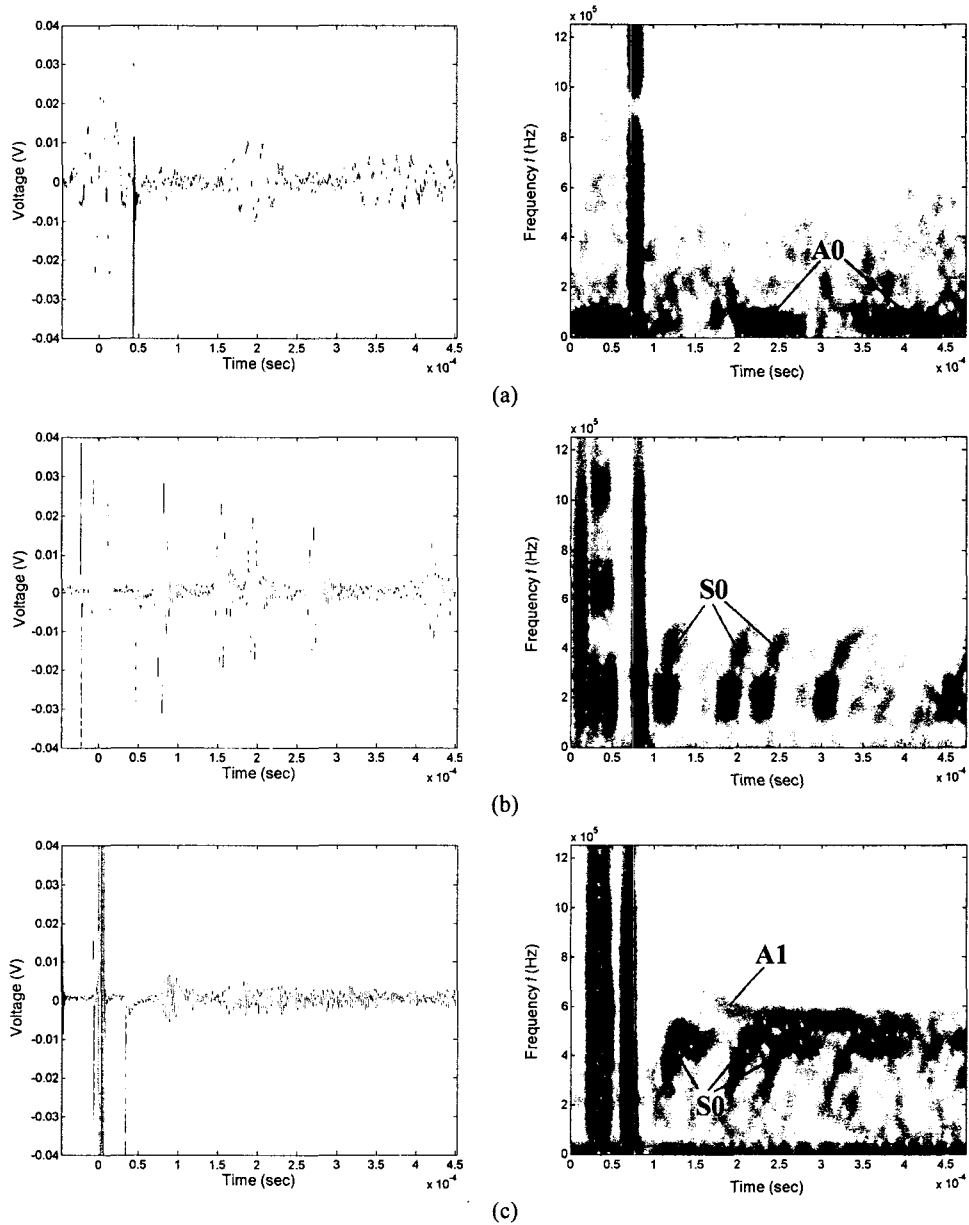 0.04
0.03
0.02
0.01
0
-0.01
-0.02
-0.03
-0.04
Voltage (V)
0 0.5 1 1.5 2 2.5 3 3.5 4 4.5
Time (sec)
x 10⁻⁴
x 10⁵
12
10
8
6
4
2
0
Frequency f (Hz)
A0
0 0.5 1 1.5 2 2.5 3 3.5 4 4.5
Time (sec)
x 10⁻⁴
(a)
0.04
0.03
0.02
0.01
0
-0.01
-0.02
-0.03
-0.04
Voltage (V)
0 0.5 1 1.5 2 2.5 3 3.5 4 4.5
Time (sec)
x 10⁻⁴
x 10⁵
12
10
8
6
4
2
0
Frequency f (Hz)
S0
0 0.5 1 1.5 2 2.5 3 3.5 4 4.5
Time (sec)
x 10⁻⁴
(b)
0.04
0.03
0.02
0.01
0
-0.01
-0.02
-0.03
-0.04
Voltage (V)
0 0.5 1 1.5 2 2.5 3 3.5 4 4.5
Time (sec)
x 10⁻⁴
x 10⁵
12
10
8
6
4
2
0
Frequency f (Hz)
A1
S0
0 0.5 1 1.5 2 2.5 3 3.5 4 4.5
Time (sec)
x 10⁻⁴
(c)